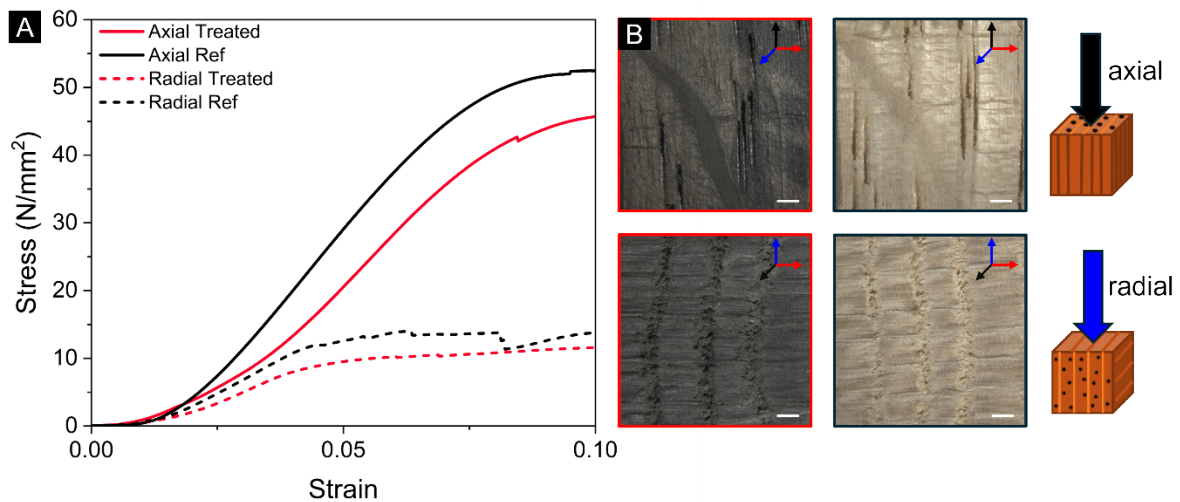 A
Stress (N/mm²)
60
50
40
30
20
10
0
Axial Treated
Axial Ref
Radial Treated
Radial Ref
0.00
0.05
0.10
Strain
B
axial
radial